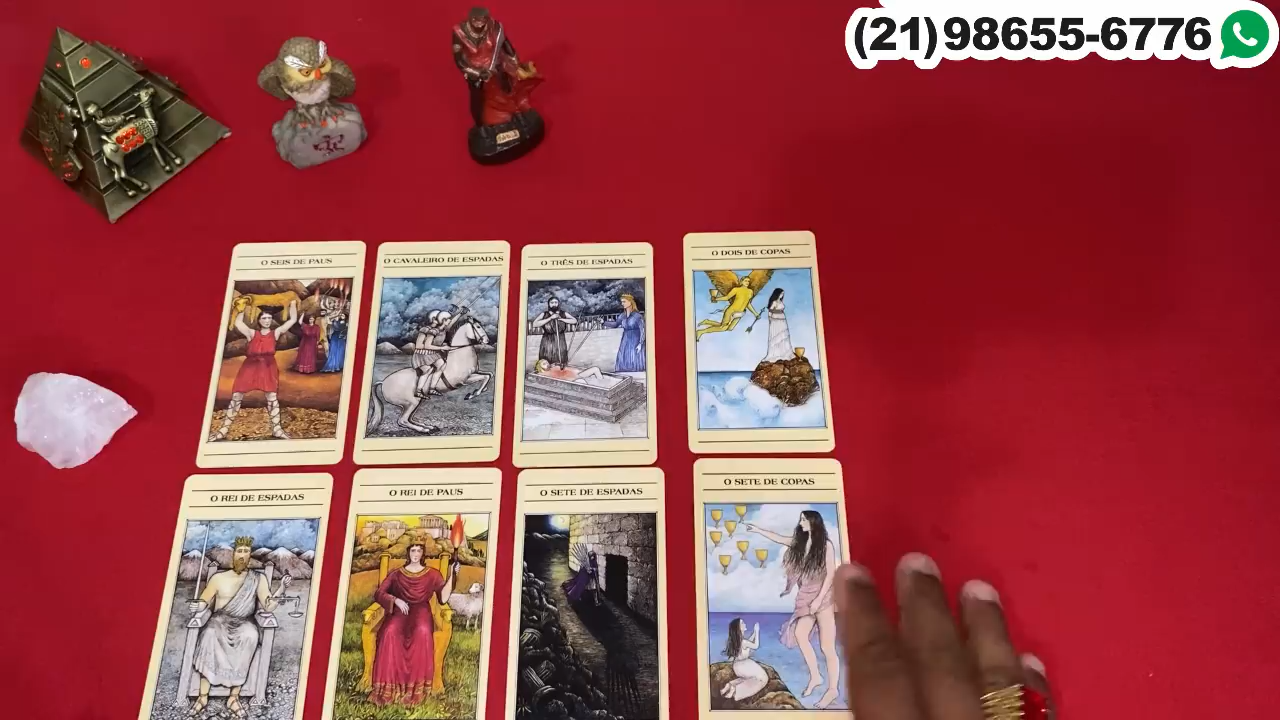 (21)98655-6776
O SEIS DE PAUS
O CAVALEIRO DE ESPADAS
O TRÊS DE ESPADAS
O DOIS DE COPAS
O REI DE ESPADAS
O REI DE PAUS
O SETE DE ESPADAS
O SETE DE COPAS